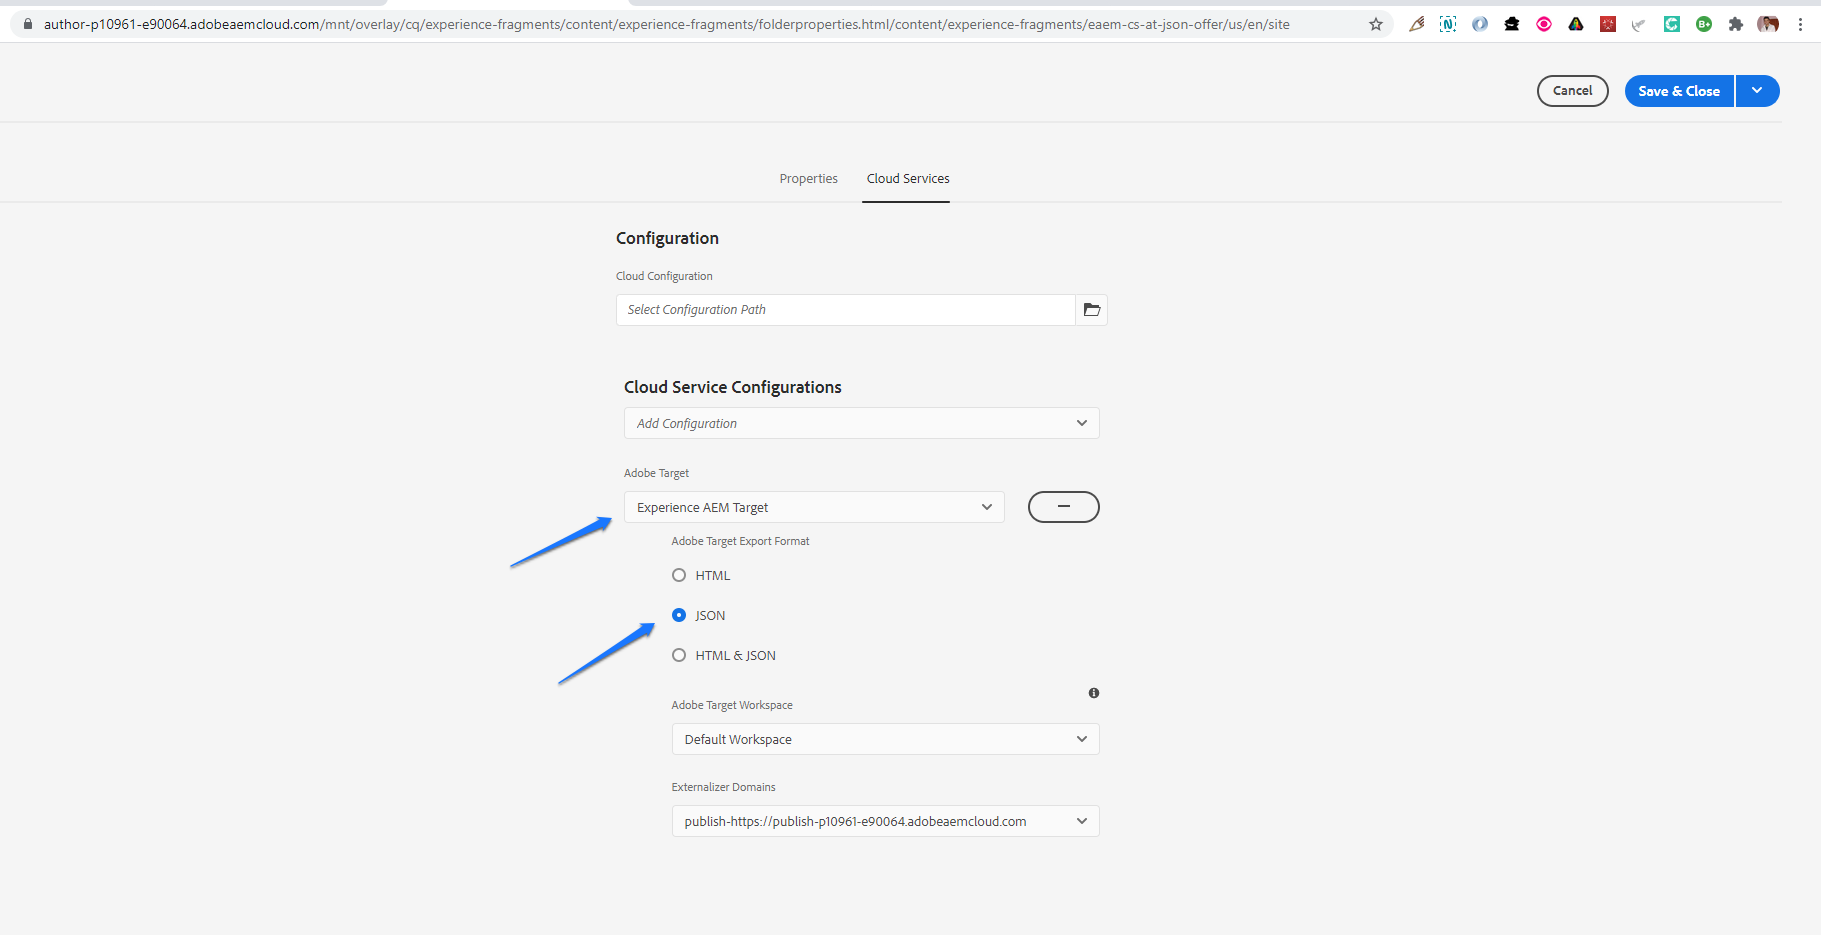 author-p10961-e90064.adobeaemcloud.com/mnt/overlay/cq/experience-fragments/content/experience-fragments/folderproperties.html/content/experience-fragments/eaem-cs-at-json-offer/us/en/site
Cancel
Save & Close
Properties
Cloud Services
Configuration
Cloud Configuration
Select Configuration Path
Cloud Service Configurations
Add Configuration
Adobe Target
Experience AEM Target
Adobe Target Export Format
HTML
JSON
HTML & JSON
Adobe Target Workspace
Default Workspace
Externalizer Domains
publish-https://publish-p10961-e90064.adobeaemcloud.com